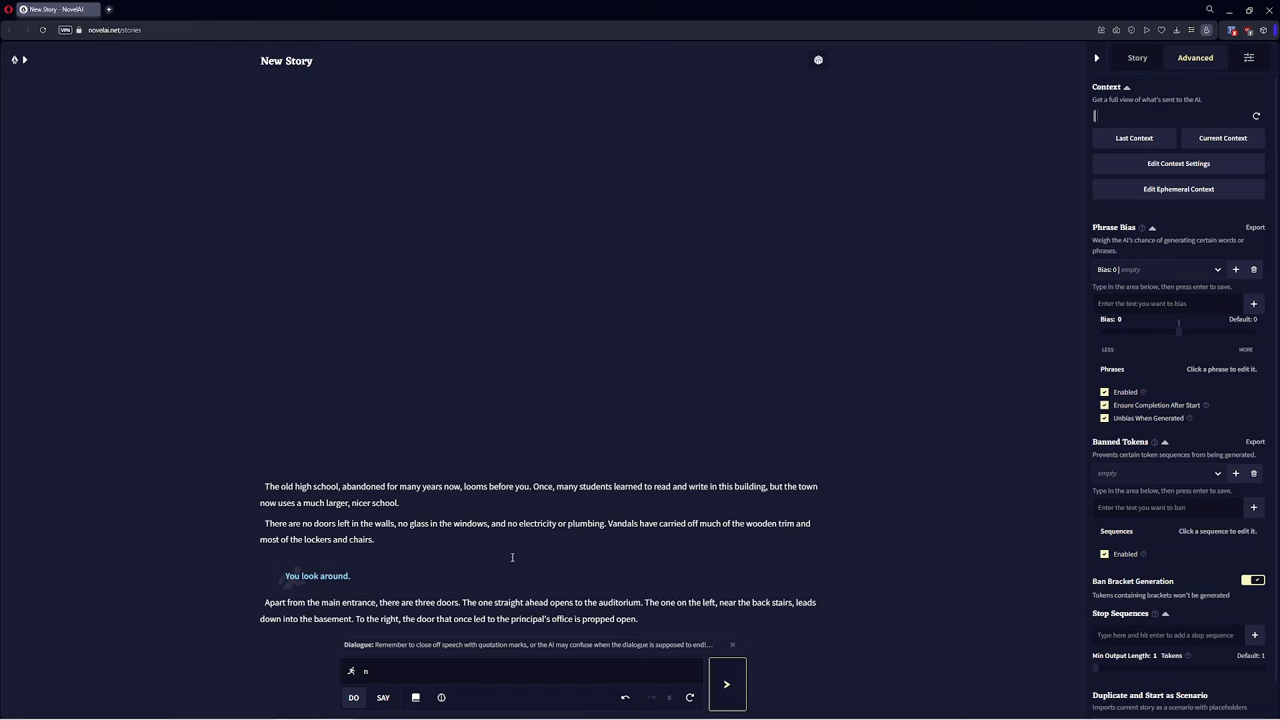 New Story - NovelAI
VPN
novelai.net/stories
New Story
Story
Advanced
Context
Get a full view of what's sent to the AI.
Last Context
Current Context
Edit Context Settings
Edit Ephemeral Context
Phrase Bias
Export
Weigh the AI's chance of generating certain words or
phrases.
Bias: 0 | empty
Type in the area below, then press enter to save.
Enter the text you want to bias
Bias: 0
Default: 0
LESS
MORE
Phrases
Click a phrase to edit it.
Enabled
Ensure Completion After Start
Unbias When Generated
Banned Tokens
Export
Prevents certain token sequences from being generated.
empty
Type in the area below, then press enter to save.
Enter the text you want to ban
Sequences
Click a sequence to edit it.
Enabled
Ban Bracket Generation
Tokens containing brackets won't be generated
Stop Sequences
Type here and hit enter to add a stop sequence
Min Output Length: 1 Tokens
Default: 1
Duplicate and Start as Scenario
Imports current story as a scenario with placeholders
The old high school, abandoned for many years now, looms before you. Once, many students learned to read and write in this building, but the town
now uses a much larger, nicer school.
There are no doors left in the walls, no glass in the windows, and no electricity or plumbing. Vandals have carried off much of the wooden trim and
most of the lockers and chairs.
You look around.
Apart from the main entrance, there are three doors. The one straight ahead opens to the auditorium. The one on the left, near the back stairs, leads
down into the basement. To the right, the door that once led to the principal's office is propped open.
Dialogue: Remember to close off speech with quotation marks, or the AI may confuse when the dialogue is supposed to end!...
n
DO
SAY
0